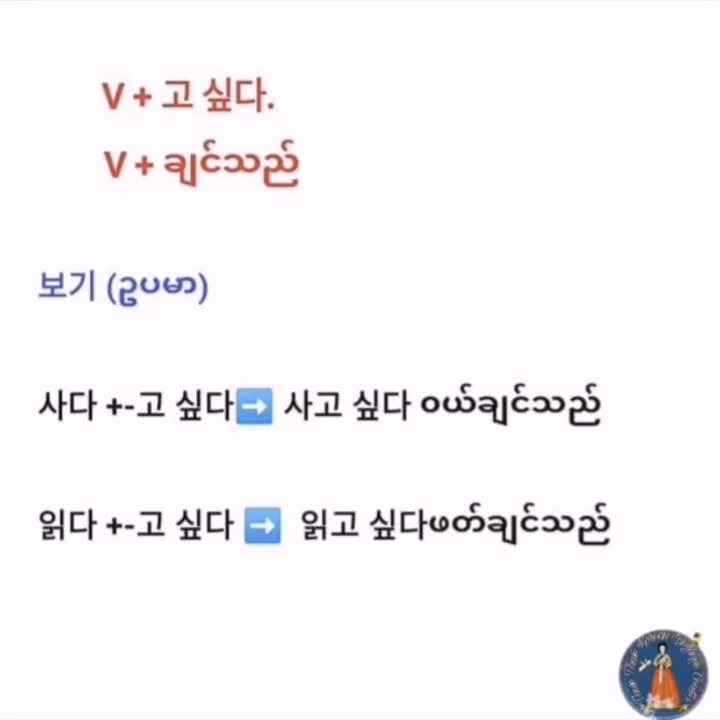 V + 고 싶다.
V + ချင်သည်
보기 (ဥပမာ)
사다 +-고 싶다➡️ 사고 싶다 ဝယ်ချင်သည်
읽다 +-고 싶다 ➡️ 읽고 싶다ဖတ်ချင်သည်